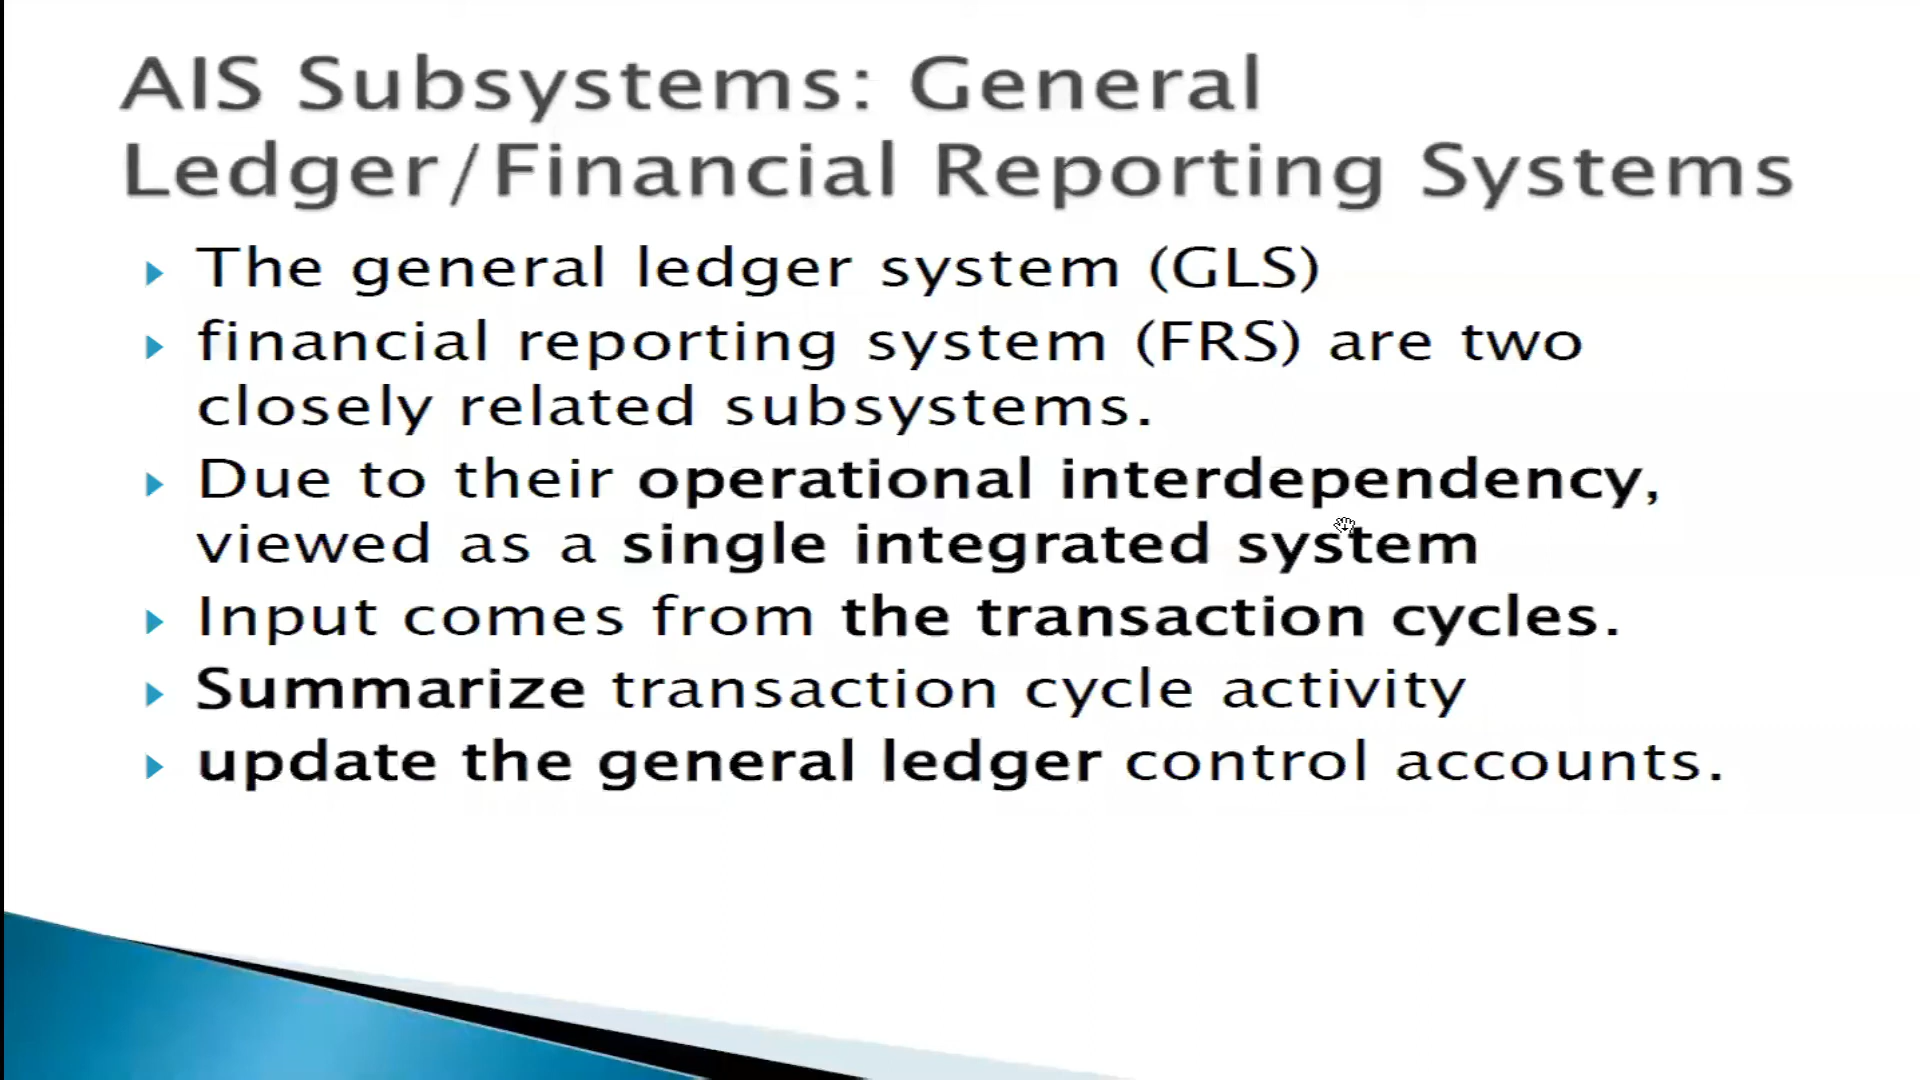 AIS Subsystems: General
Ledger/Financial Reporting Systems
The general ledger system (GLS)
financial reporting system (FRS) are two
closely related subsystems.
Due to their operational interdependency,
viewed as a single integrated system
Input comes from the transaction cycles.
Summarize transaction cycle activity
update the general ledger control accounts.